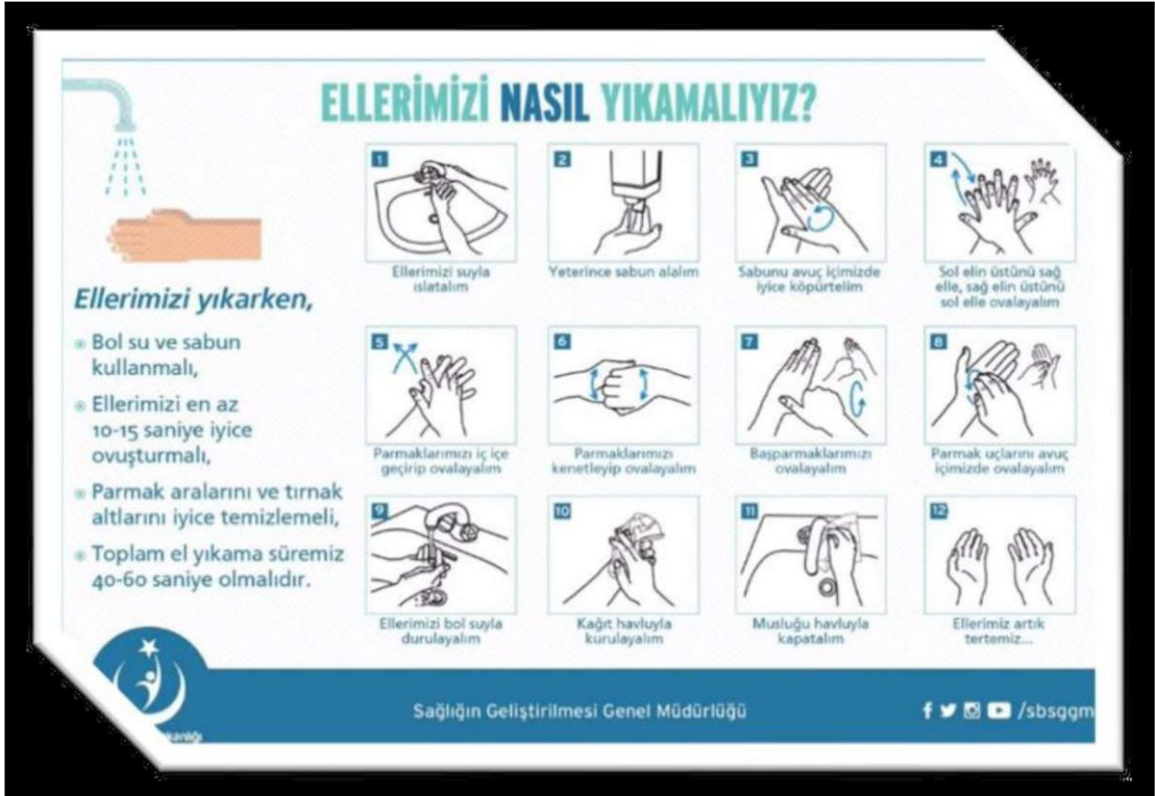 ELLERİMİZİ NASIL YIKAMALIYIZ?
Ellerimizi yıkarken,
Bol su ve sabun
kullanmalı,
Ellerimizi en az
10-15 saniye iyice
ovuşturmalı,
Parmak aralarını ve tırnak
altlarını iyice temizlemeli,
Toplam el yıkama süremiz
40-60 saniye olmalıdır.
1
Ellerimizi suyla
ıslatalım
2
Yeterince sabun alalım
3
Sabunu avuç içimizde
iyice köpürtelim
4
Sol elin üstünü sağ
elle, sağ elin üstünü
sol elle ovalayalım
5
Parmaklarımızı iç içe
geçirip ovalayalım
6
Parmaklarımızı
kenetleyip ovalayalım
7
Başparmaklarımızı
ovalayalım
8
Parmak uçlarını avuç
içimizde ovalayalım
9
Ellerimizi bol suyla
durulayalım
10
Kağıt havluyla
kurulayalım
11
Musluğu havluyla
kapatalım
12
Ellerimiz artık
tertemiz...
kanlığı
Sağlığın Geliştirilmesi Genel Müdürlüğü
/sbsggm